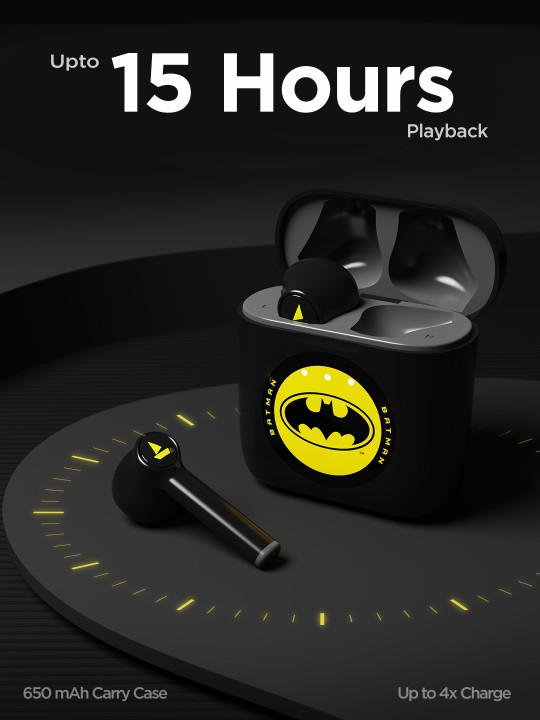 Upto 15 Hours
Playback
BATMAN
BATMAN
650 mAh Carry Case
Up to 4x Charge